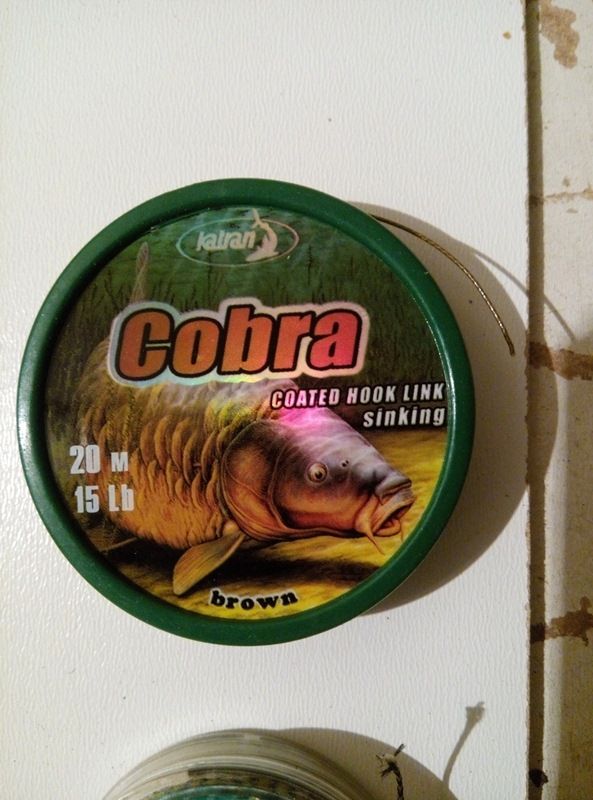 Katran
Cobra
COATED HOOK LINK
sinking
20 M
15 Lb
brown